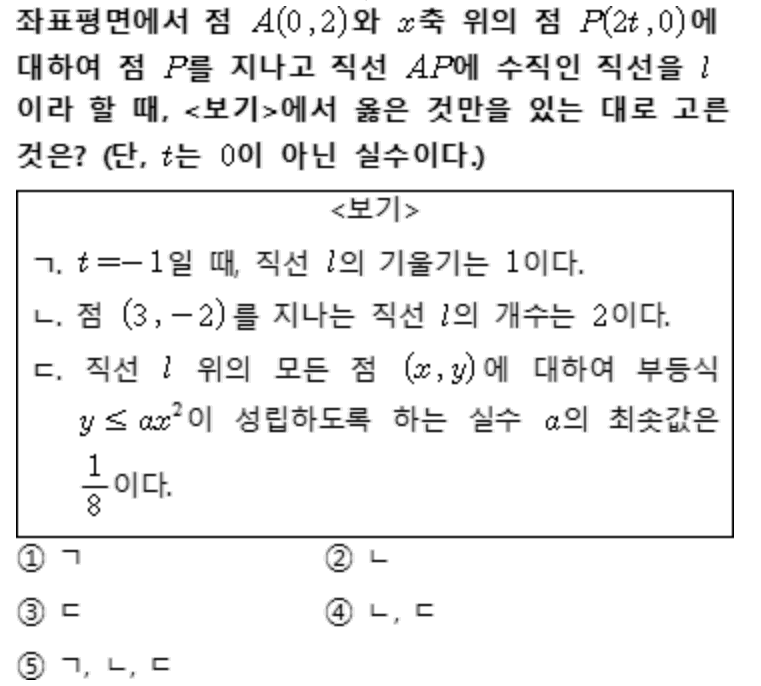 좌표평면에서 점 A(0,2)와 x축 위의 점 P(2t,0)에
대하여 점 P를 지나고 직선 AP에 수직인 직선을 l
이라 할 때, <보기>에서 옳은 것만을 있는 대로 고른
것은? (단, t는 0이 아닌 실수이다.)
<보기>
ㄱ. t=-1일 때, 직선 l의 기울기는 1이다.
ㄴ. 점 (3,-2)를 지나는 직선 l의 개수는 2이다.
ㄷ. 직선 l 위의 모든 점 (x,y)에 대하여 부등식
y≤ax²이 성립하도록 하는 실수 a의 최솟값은
1/8이다.
① ㄱ ② ㄴ
③ ㄷ ④ ㄴ, ㄷ
⑤ ㄱ, ㄴ, ㄷ